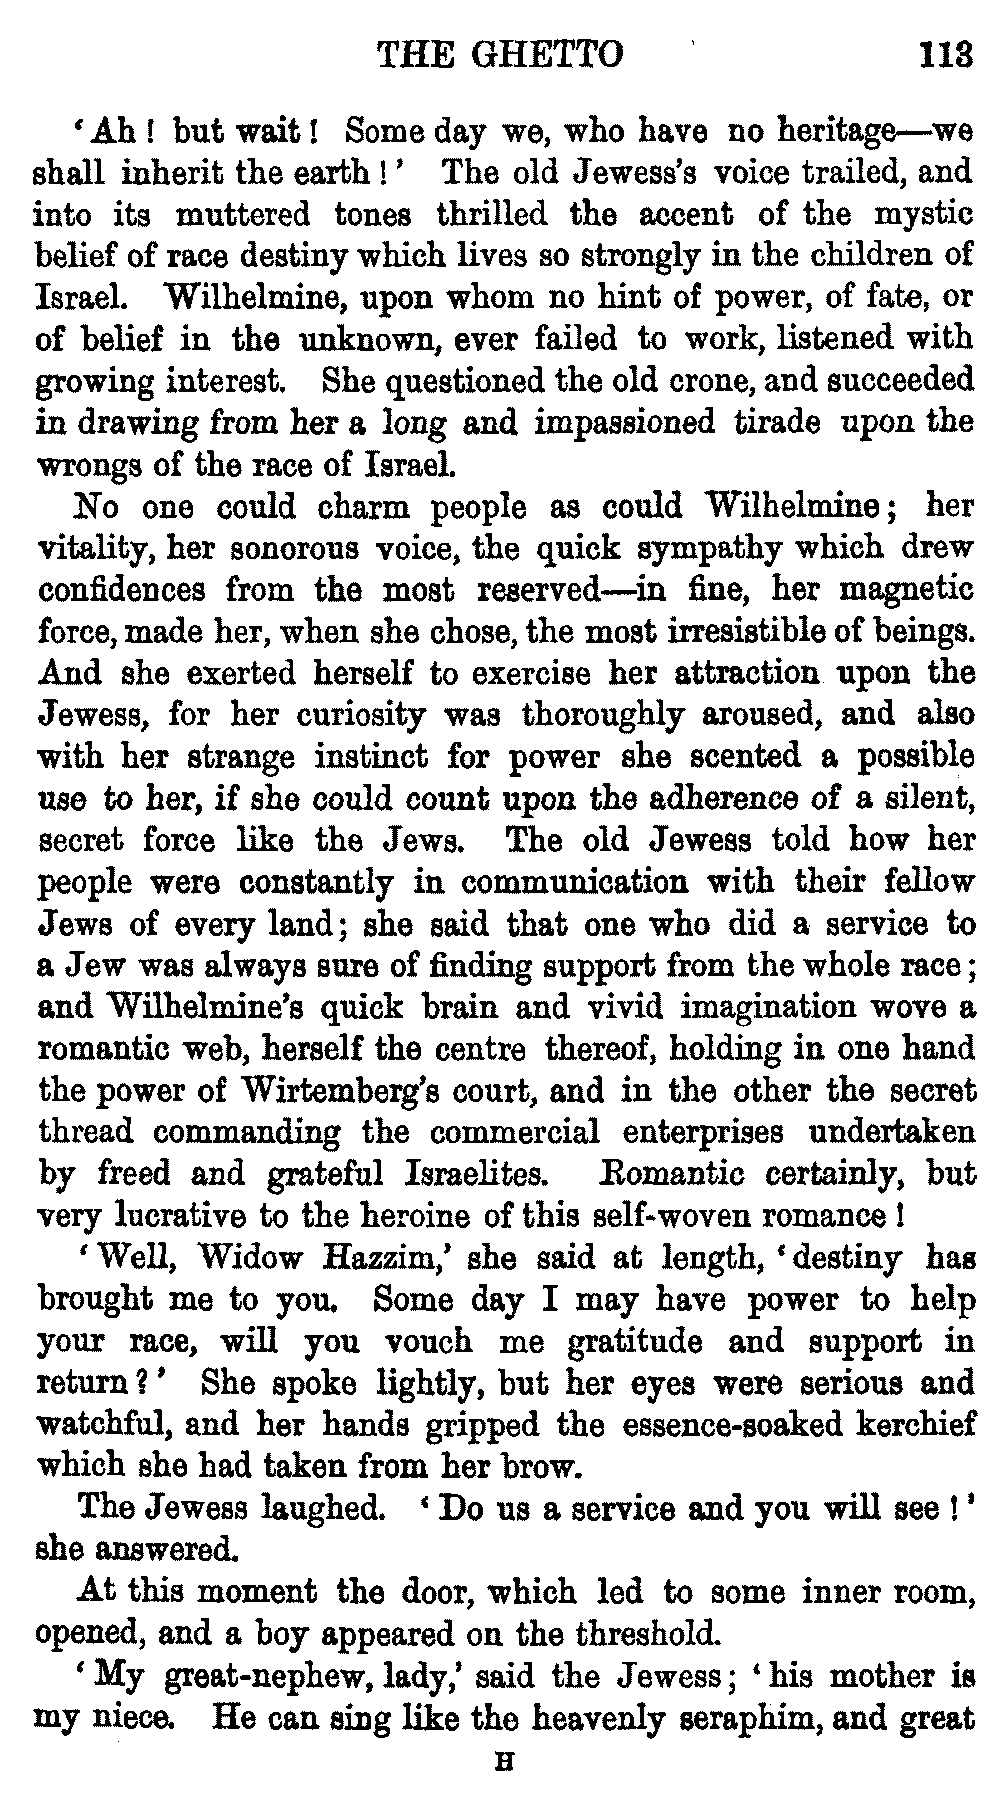 THE GHETTO 113
‘Ah! but wait! Some day we, who have no heritage—we
shall inherit the earth!’ The old Jewess’s voice trailed, and
into its muttered tones thrilled the accent of the mystic
belief of race destiny which lives so strongly in the children of
Israel. Wilhelmine, upon whom no hint of power, of fate, or
of belief in the unknown, ever failed to work, listened with
growing interest. She questioned the old crone, and succeeded
in drawing from her a long and impassioned tirade upon the
wrongs of the race of Israel.
No one could charm people as could Wilhelmine; her
vitality, her sonorous voice, the quick sympathy which drew
confidences from the most reserved—in fine, her magnetic
force, made her, when she chose, the most irresistible of beings.
And she exerted herself to exercise her attraction upon the
Jewess, for her curiosity was thoroughly aroused, and also
with her strange instinct for power she scented a possible
use to her, if she could count upon the adherence of a silent,
secret force like the Jews. The old Jewess told how her
people were constantly in communication with their fellow
Jews of every land; she said that one who did a service to
a Jew was always sure of finding support from the whole race;
and Wilhelmine’s quick brain and vivid imagination wove a
romantic web, herself the centre thereof, holding in one hand
the power of Wirtemberg’s court, and in the other the secret
thread commanding the commercial enterprises undertaken
by freed and grateful Israelites. Romantic certainly, but
very lucrative to the heroine of this self-woven romance!
‘Well, Widow Hazzim,’ she said at length, ‘destiny has
brought me to you. Some day I may have power to help
your race, will you vouch me gratitude and support in
return?’ She spoke lightly, but her eyes were serious and
watchful, and her hands gripped the essence-soaked kerchief
which she had taken from her brow.
The Jewess laughed. ‘Do us a service and you will see!’
she answered.
At this moment the door, which led to some inner room,
opened, and a boy appeared on the threshold.
‘My great-nephew, lady,’ said the Jewess; ‘his mother is
my niece. He can sing like the heavenly seraphim, and great
H